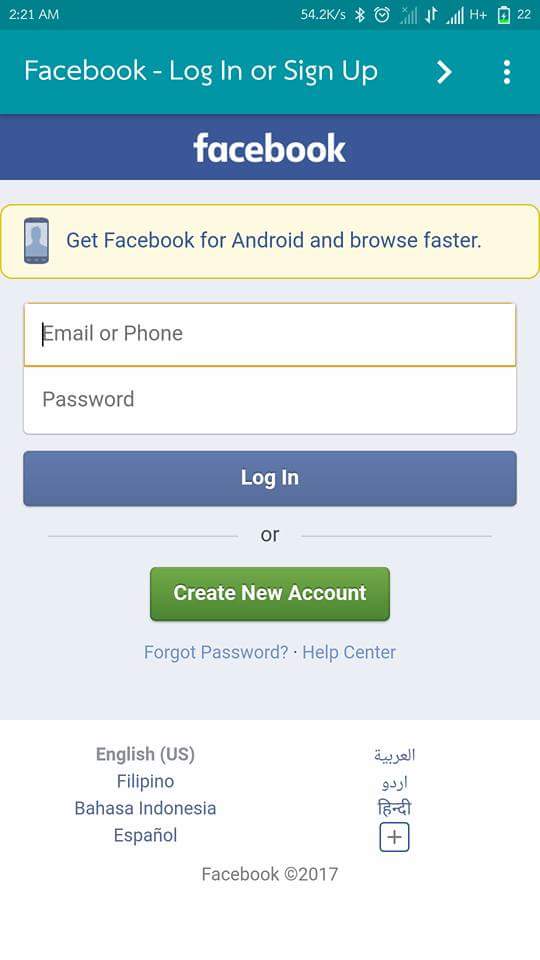 2:21 AM 54.2K/s H+ 22
Facebook - Log In or Sign Up
facebook
Get Facebook for Android and browse faster.
Email or Phone
Password
Log In
or
Create New Account
Forgot Password? · Help Center
English (US) العربية
Filipino اردو
Bahasa Indonesia हिन्दी
Español +
Facebook ©2017